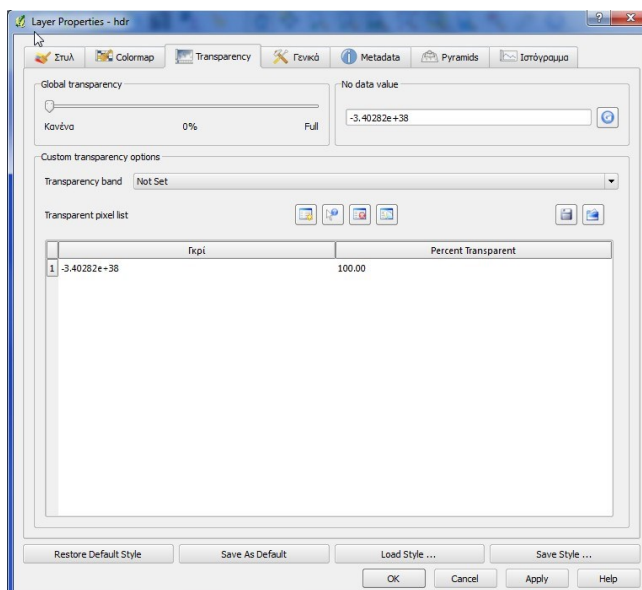 Layer Properties - hdr
Στυλ
Colormap
Transparency
Γενικά
Metadata
Pyramids
Ιστόγραμμα
Global transparency
Κανένα
0%
Full
No data value
-3.40282e+38
Custom transparency options
Transparency band
Not Set
Transparent pixel list
Γκρί
Percent Transparent
1
-3.40282e+38
100.00
Restore Default Style
Save As Default
Load Style ...
Save Style ...
OK
Cancel
Apply
Help